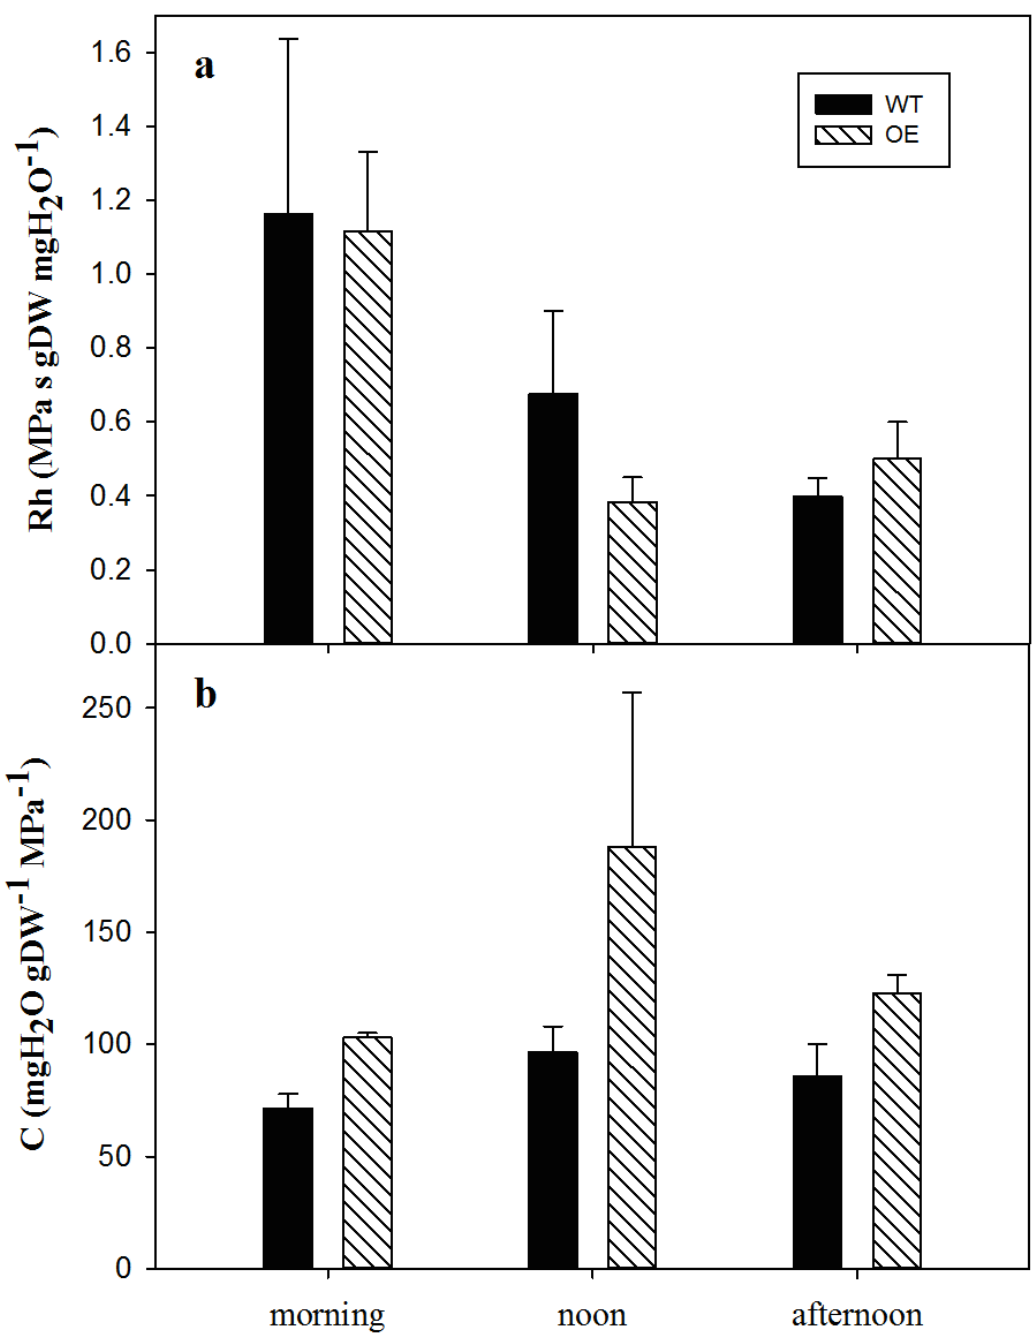 a
WT
OE
Rh (MPa s gDW mgH₂O⁻¹)
1.6
1.4
1.2
1.0
0.8
0.6
0.4
0.2
0.0
b
C (mgH₂O gDW⁻¹ MPa⁻¹)
250
200
150
100
50
0
morning noon afternoon